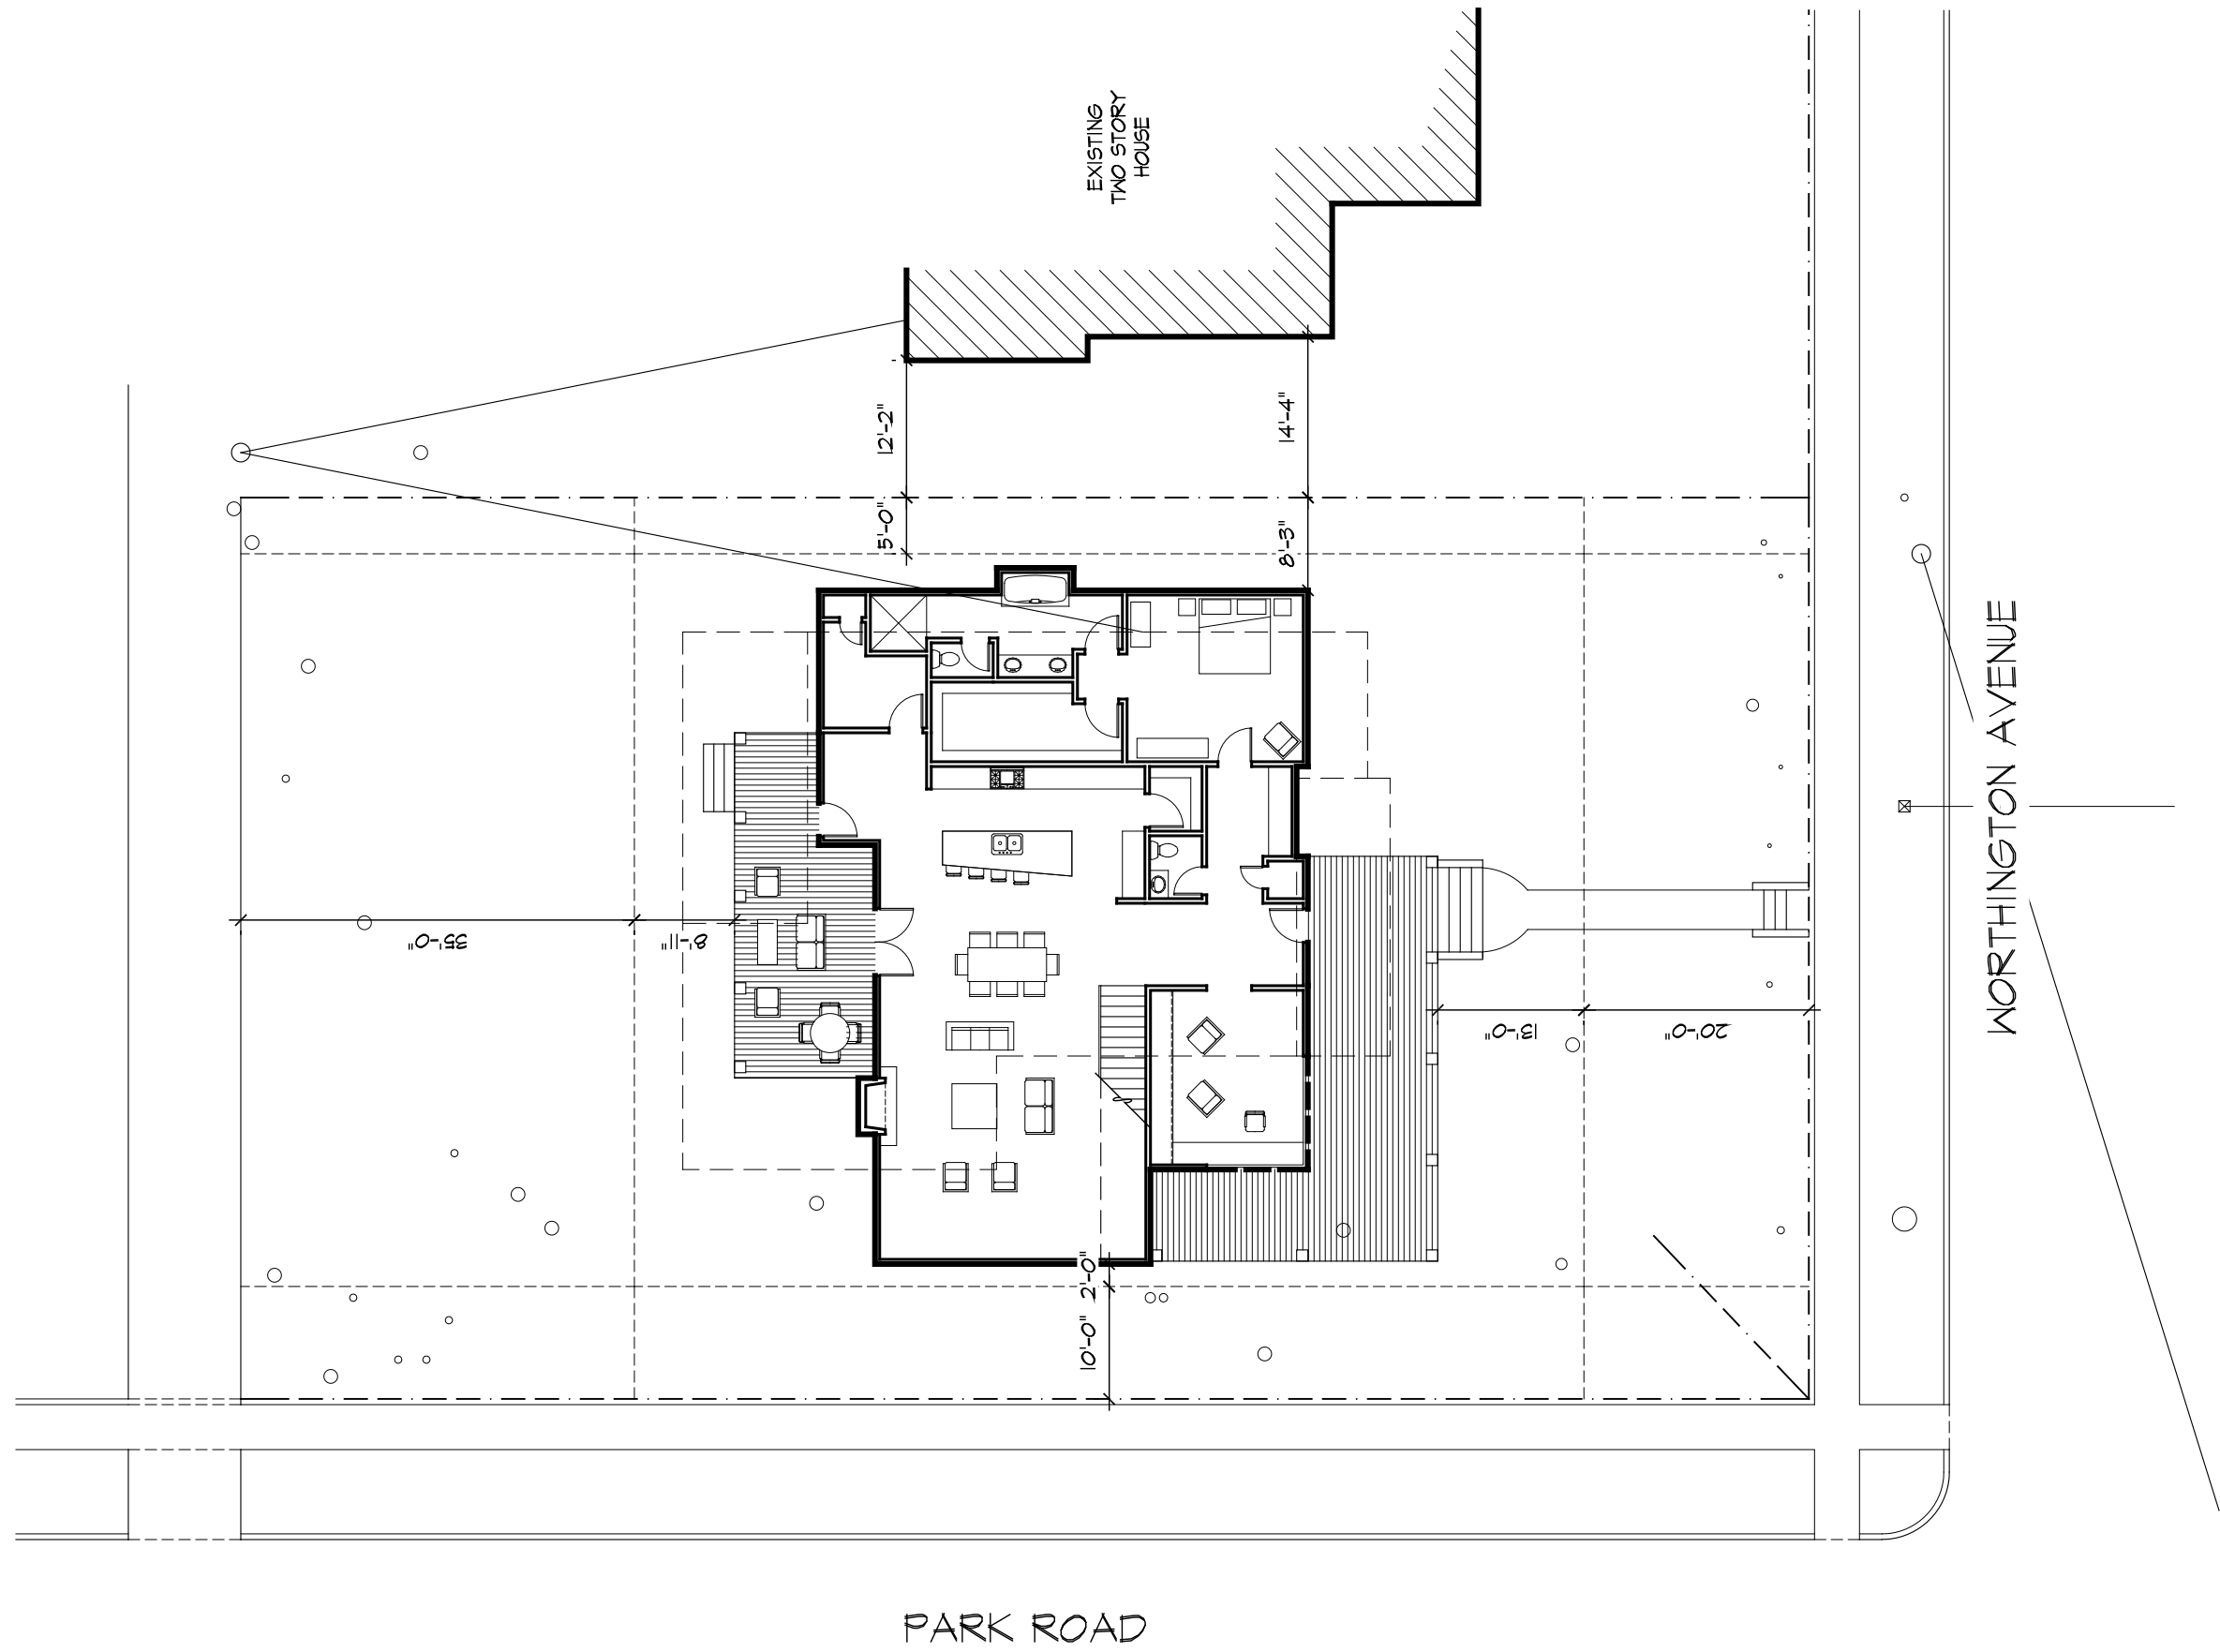 EXISTING
TWO STORY
HOUSE
12'-2"
14'-4"
5'-0"
8'-3"
35'-0"
8'-11"
13'-0"
20'-0"
2'-0"
10'-0"
WORTHINGTON AVENUE
PARK ROAD